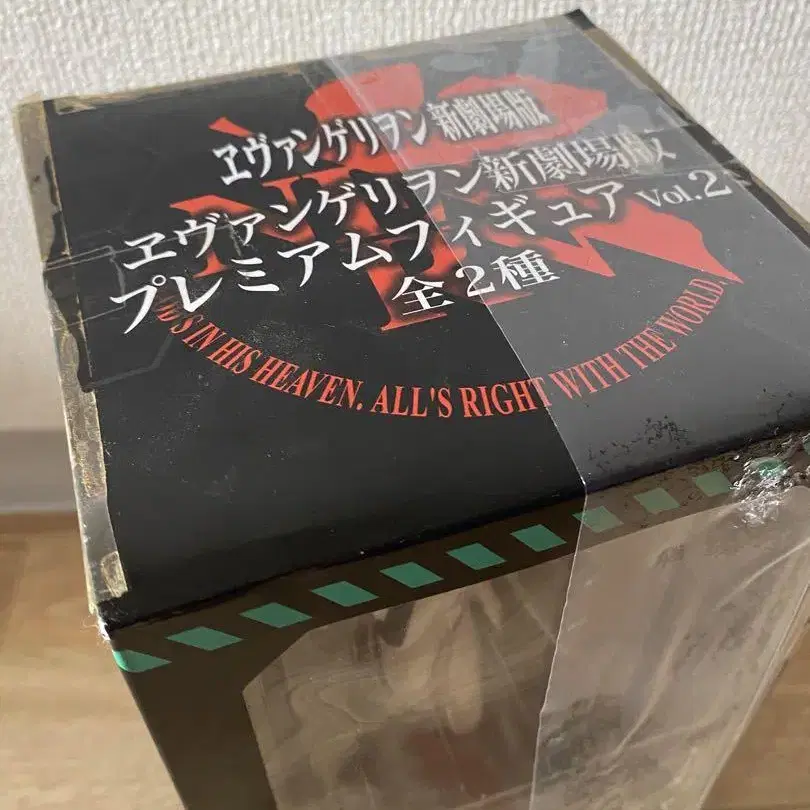 ヱヴァンゲリヲン新劇場版
ヱヴァンゲリヲン新劇場版
プレミアムフィギュア Vol.2
全2種
IN HIS HEAVEN. ALL'S RIGHT WITH THE WORLD.